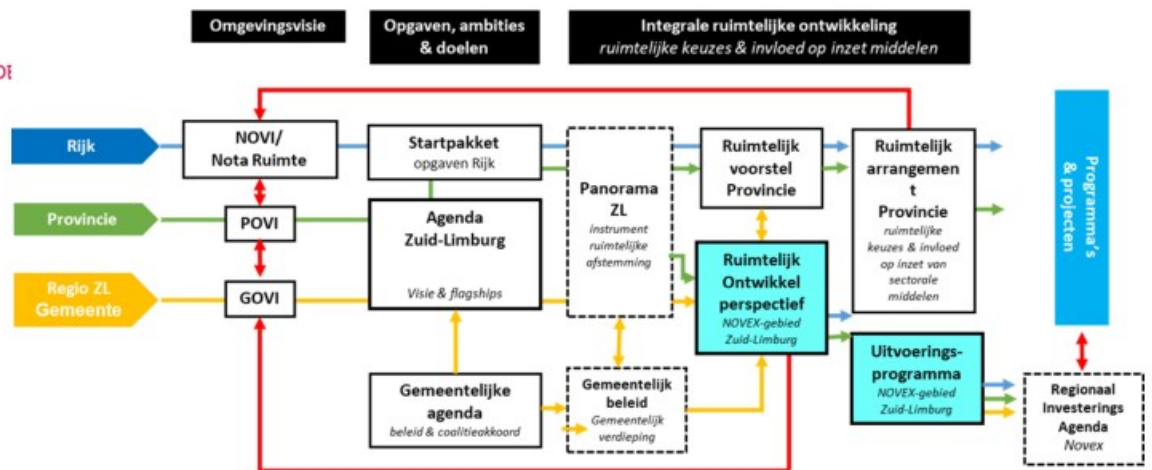 Omgevingsvisie
Opgaven, ambities
& doelen
Integrale ruimtelijke ontwikkeling
ruimtelijke keuzes & invloed op inzet middelen
Rijk
NOVI/
Nota Ruimte
Startpakket
opgaven Rijk
Panorama
ZL
instrument
ruimtelijke
afstemming
Ruimtelijk
voorstel
Provincie
Ruimtelijk
arrangemen
t
Provincie
ruimtelijke
keuzes & invloed
op inzet van
sectorale
middelen
Programma's
& projecten
Provincie
POVI
Agenda
Zuid-Limburg
Visie & flagships
Regio ZL
Gemeente
GOVI
Ruimtelijk
Ontwikkel
perspectief
NOVEX-gebied
Zuid-Limburg
Uitvoerings-
programma
NOVEX-gebied
Zuid-Limburg
Gemeentelijke
agenda
beleid & coalitieakkoord
Gemeentelijk
beleid
Gemeentelijk
verdieping
Regionaal
Investerings
Agenda
Novex